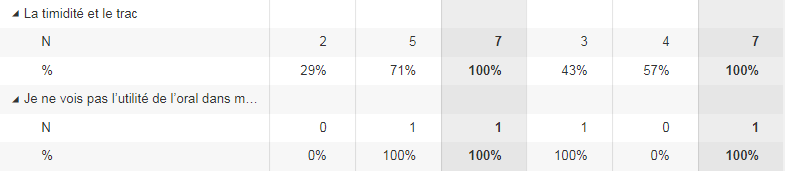 La timidité et le trac
N 2 5 7 3 4 7
% 29% 71% 100% 43% 57% 100%
Je ne vois pas l'utilité de l'oral dans m...
N 0 1 1 1 0 1
% 0% 100% 100% 100% 0% 100%